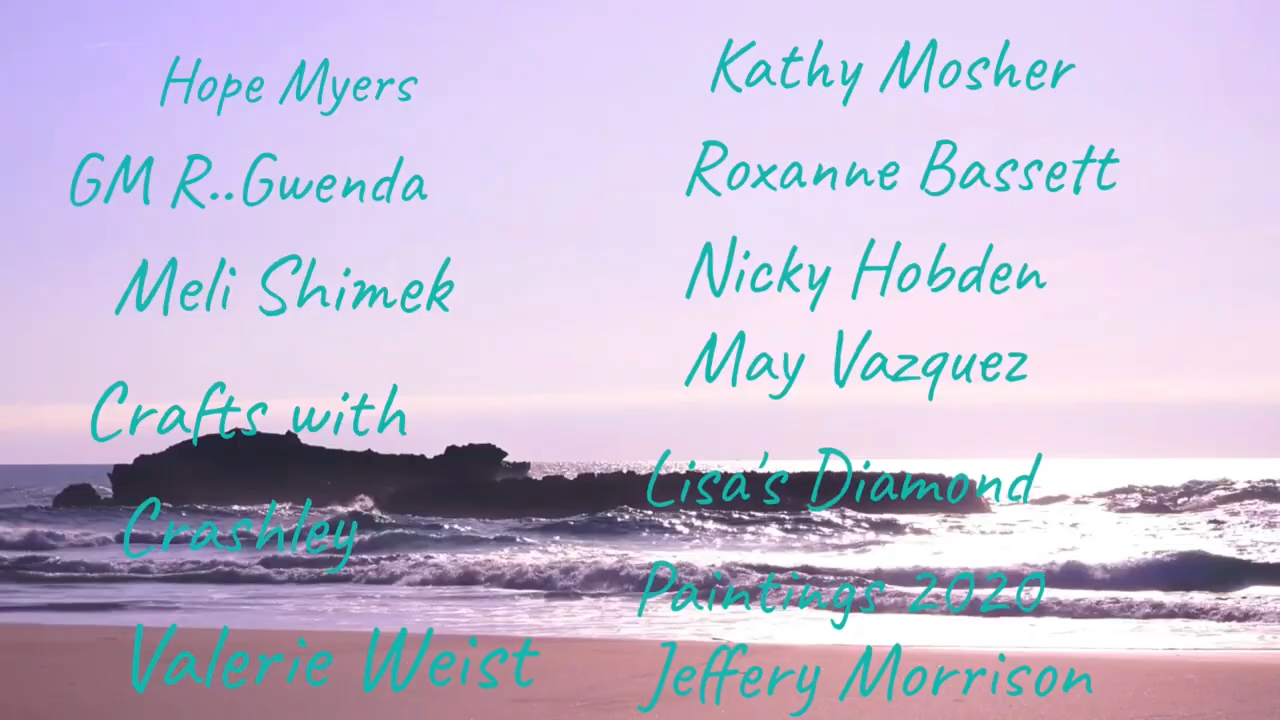 Hope Myers
GM R..Gwenda
Meli Shimek
Crafts with
Crashley
Valerie Weist
Kathy Mosher
Roxanne Bassett
Nicky Hobden
May Vazquez
Lisa's Diamond
Paintings 2020
Jeffery Morrison